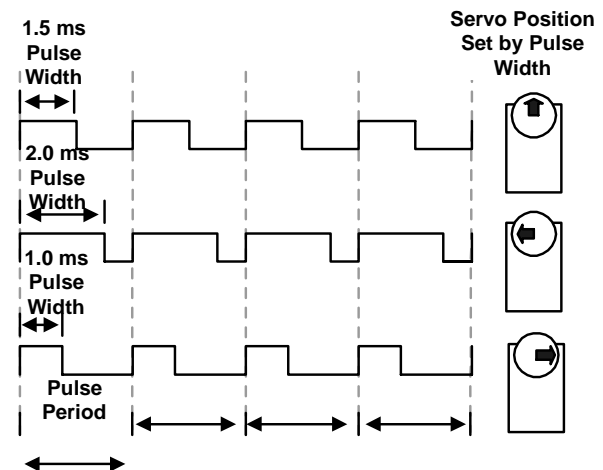 1.5 ms
Pulse
Width
Servo Position
Set by Pulse
Width
2.0 ms
Pulse
Width
1.0 ms
Pulse
Width
Pulse
Period